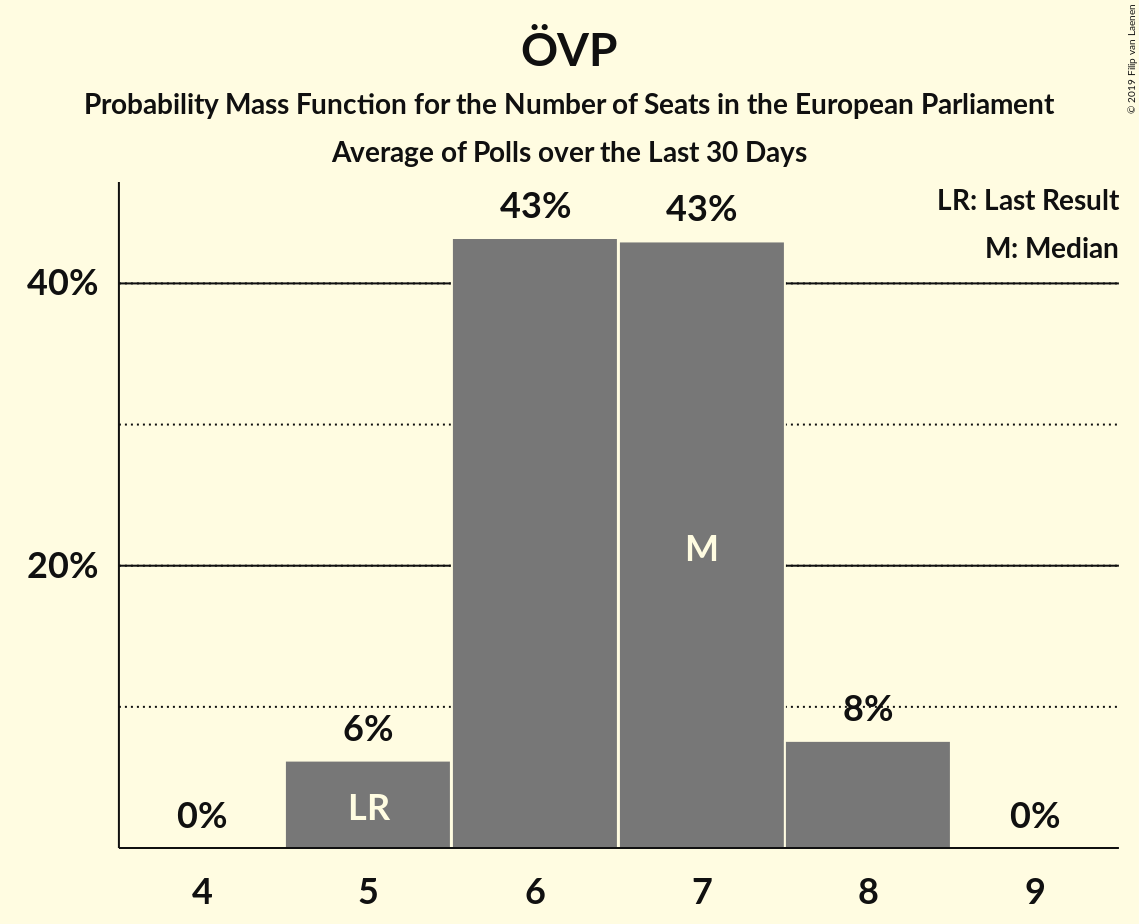 ÖVP
Probability Mass Function for the Number of Seats in the European Parliament
Average of Polls over the Last 30 Days
© 2019 Filip van Laenen
LR: Last Result
M: Median
43%
43%
40%
M
20%
8%
6%
LR
0%
0%
4 5 6 7 8 9